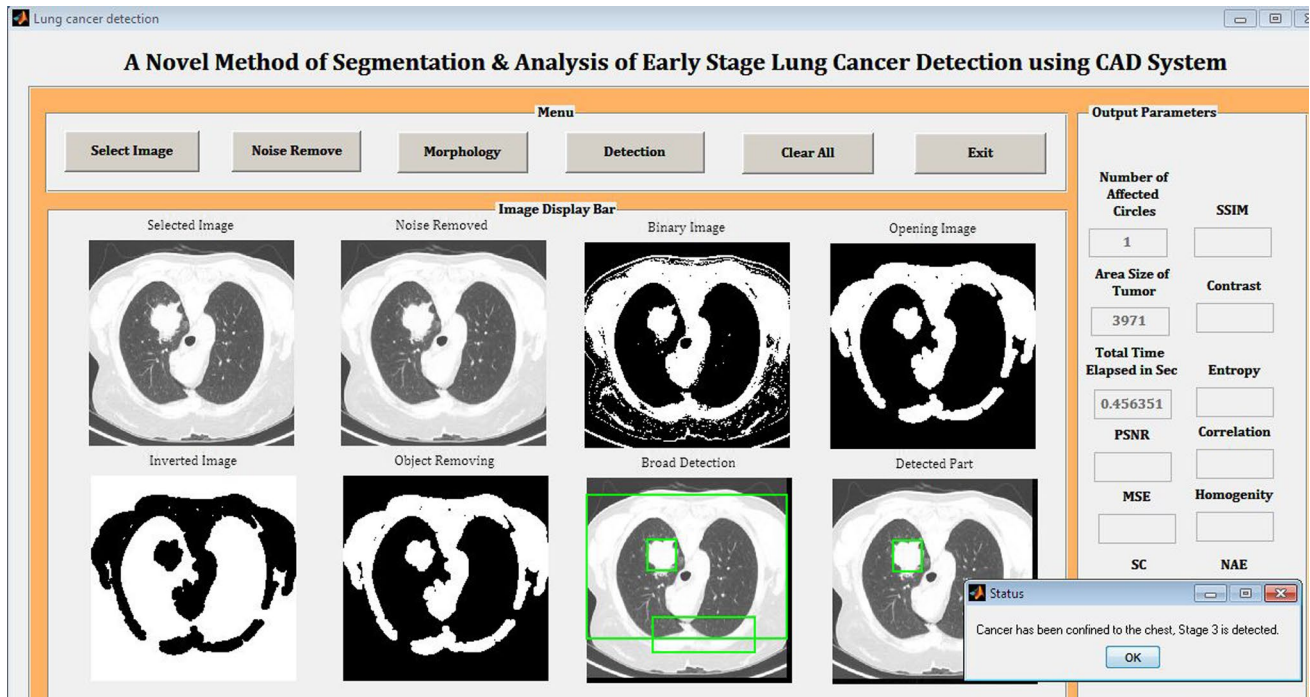 Lung cancer detection
A Novel Method of Segmentation & Analysis of Early Stage Lung Cancer Detection using CAD System
Menu
Select Image
Noise Remove
Morphology
Detection
Clear All
Exit
Image Display Bar
Selected Image
Noise Removed
Binary Image
Opening Image
Inverted Image
Object Removing
Broad Detection
Detected Part
Output Parameters
Number of
Affected
Circles
1
SSIM
Area Size of
Tumor
3971
Contrast
Total Time
Elapsed in Sec
0.456351
Entropy
PSNR
Correlation
MSE
Homogenity
SC
NAE
Status
Cancer has been confined to the chest, Stage 3 is detected.
OK